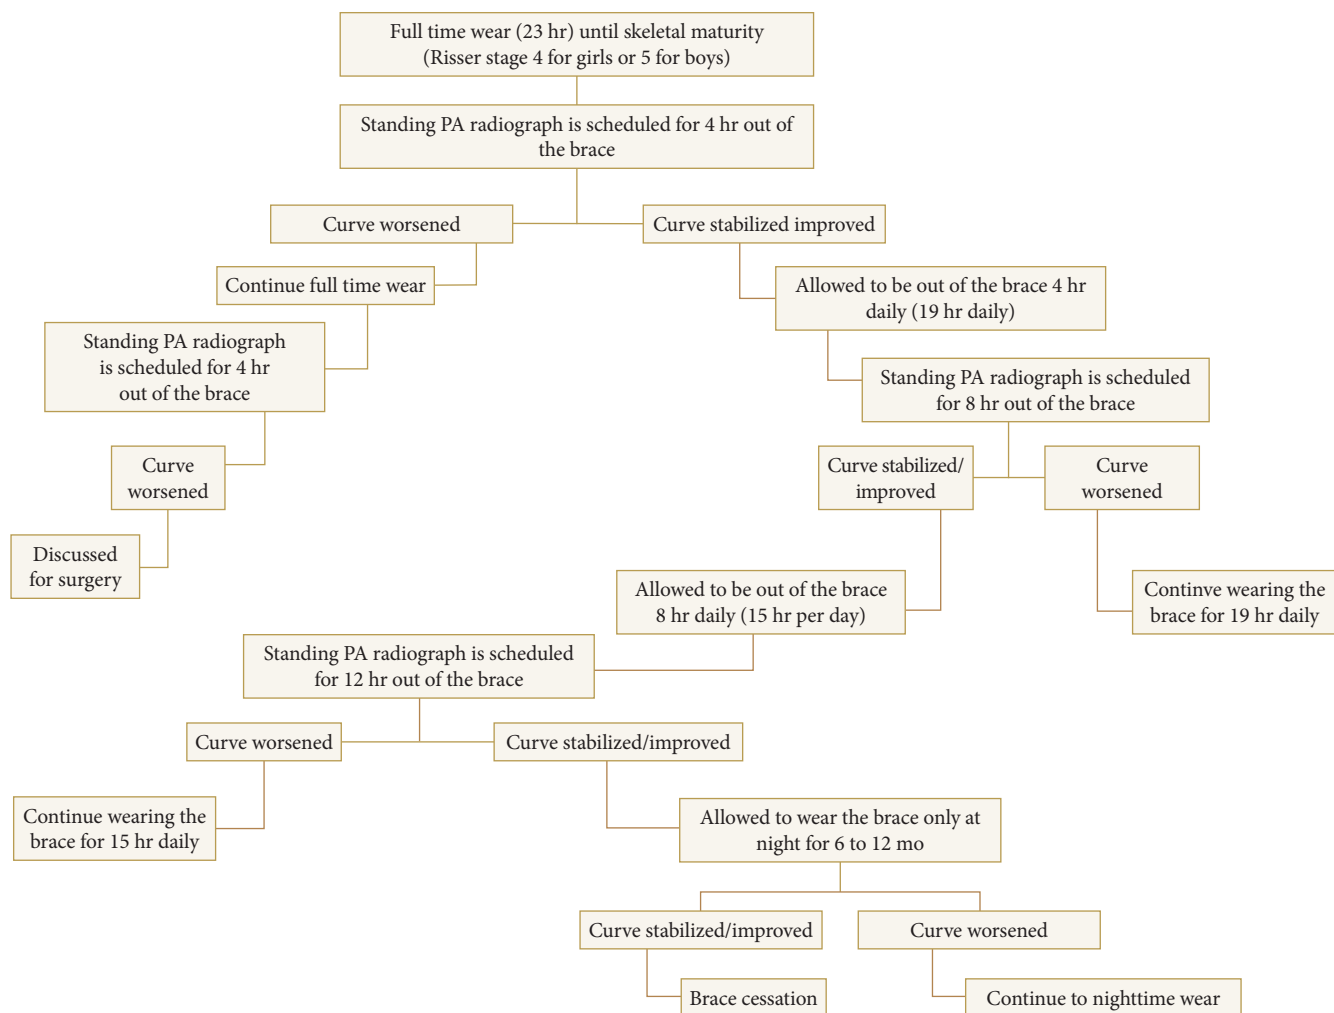 Full time wear (23 hr) until skeletal maturity
(Risser stage 4 for girls or 5 for boys)
Standing PA radiograph is scheduled for 4 hr out of
the brace
Curve worsened
Curve stabilized improved
Continue full time wear
Allowed to be out of the brace 4 hr
daily (19 hr daily)
Standing PA radiograph
is scheduled for 4 hr
out of the brace
Standing PA radiograph is scheduled
for 8 hr out of the brace
Curve
worsened
Curve stabilized/
improved
Curve
worsened
Discussed
for surgery
Allowed to be out of the brace
8 hr daily (15 hr per day)
Continve wearing the
brace for 19 hr daily
Standing PA radiograph is scheduled
for 12 hr out of the brace
Curve worsened
Curve stabilized/improved
Continue wearing the
brace for 15 hr daily
Allowed to wear the brace only at
night for 6 to 12 mo
Curve stabilized/improved
Curve worsened
Brace cessation
Continue to nighttime wear